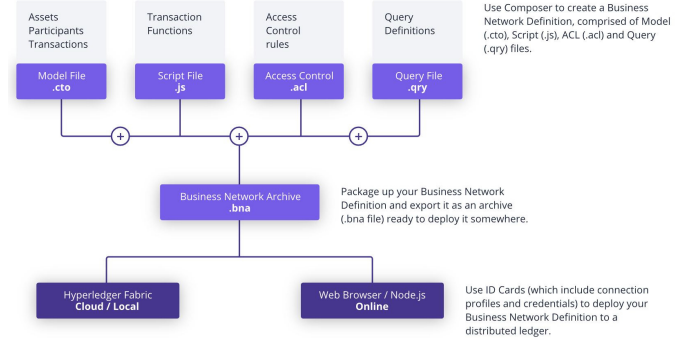 Assets
Participants
Transactions
Transaction
Functions
Access
Control
rules
Query
Definitions
Use Composer to create a Business
Network Definition, comprised of Model
(.cto), Script (.js), ACL (.acl) and Query
(.qry) files.
Model File
.cto
Script File
.js
Access Control
.acl
Query File
.qry
+
+
+
Business Network Archive
.bna
Package up your Business Network
Definition and export it as an archive
(.bna file) ready to deploy it somewhere.
Hyperledger Fabric
Cloud / Local
Web Browser / Node.js
Online
Use ID Cards (which include connection
profiles and credentials) to deploy your
Business Network Definition to a
distributed ledger.